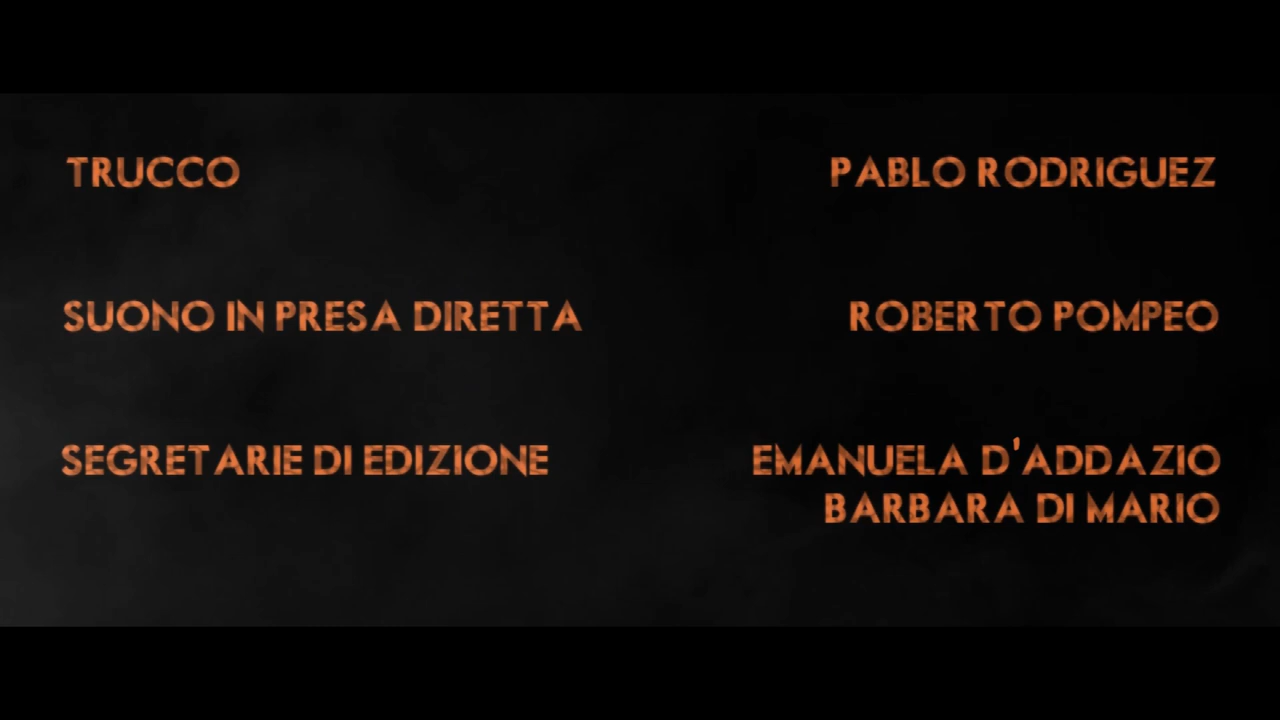 TRUCCO PABLO RODRIGUEZ
SUONO IN PRESA DIRETTA ROBERTO POMPEO
SEGRETARIE DI EDIZIONE EMANUELA D'ADDAZIO
BARBARA DI MARIO